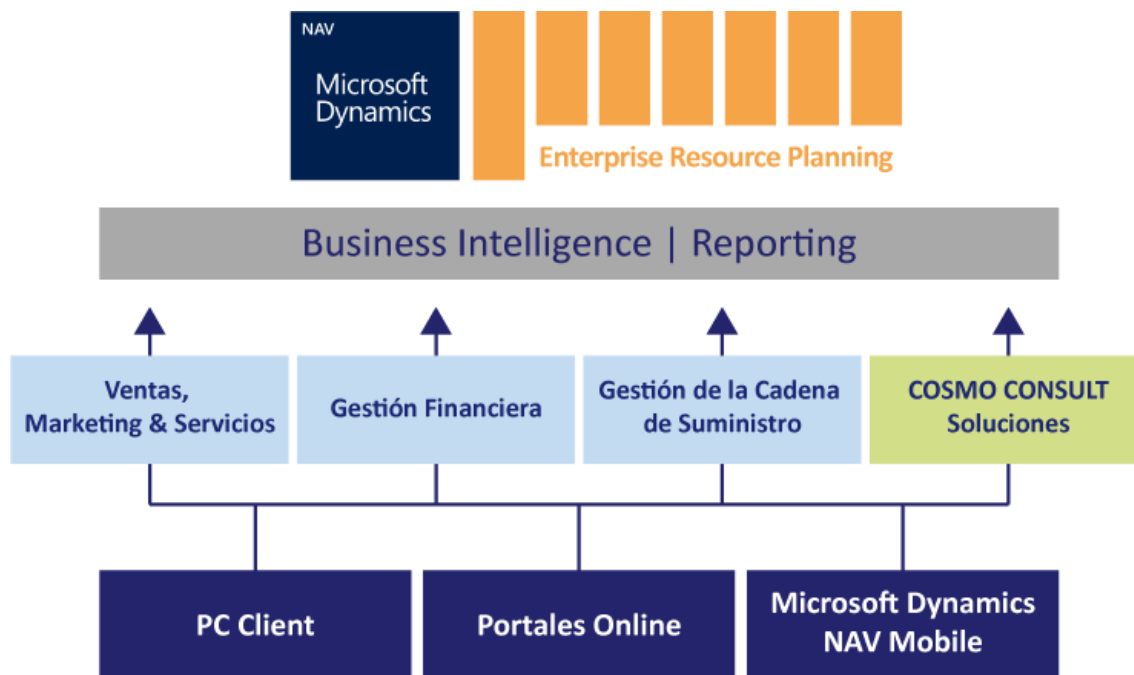 NAV
Microsoft
Dynamics
Enterprise Resource Planning
Business Intelligence | Reporting
Ventas,
Marketing & Servicios
Gestión Financiera
Gestión de la Cadena
de Suministro
COSMO CONSULT
Soluciones
PC Client
Portales Online
Microsoft Dynamics
NAV Mobile